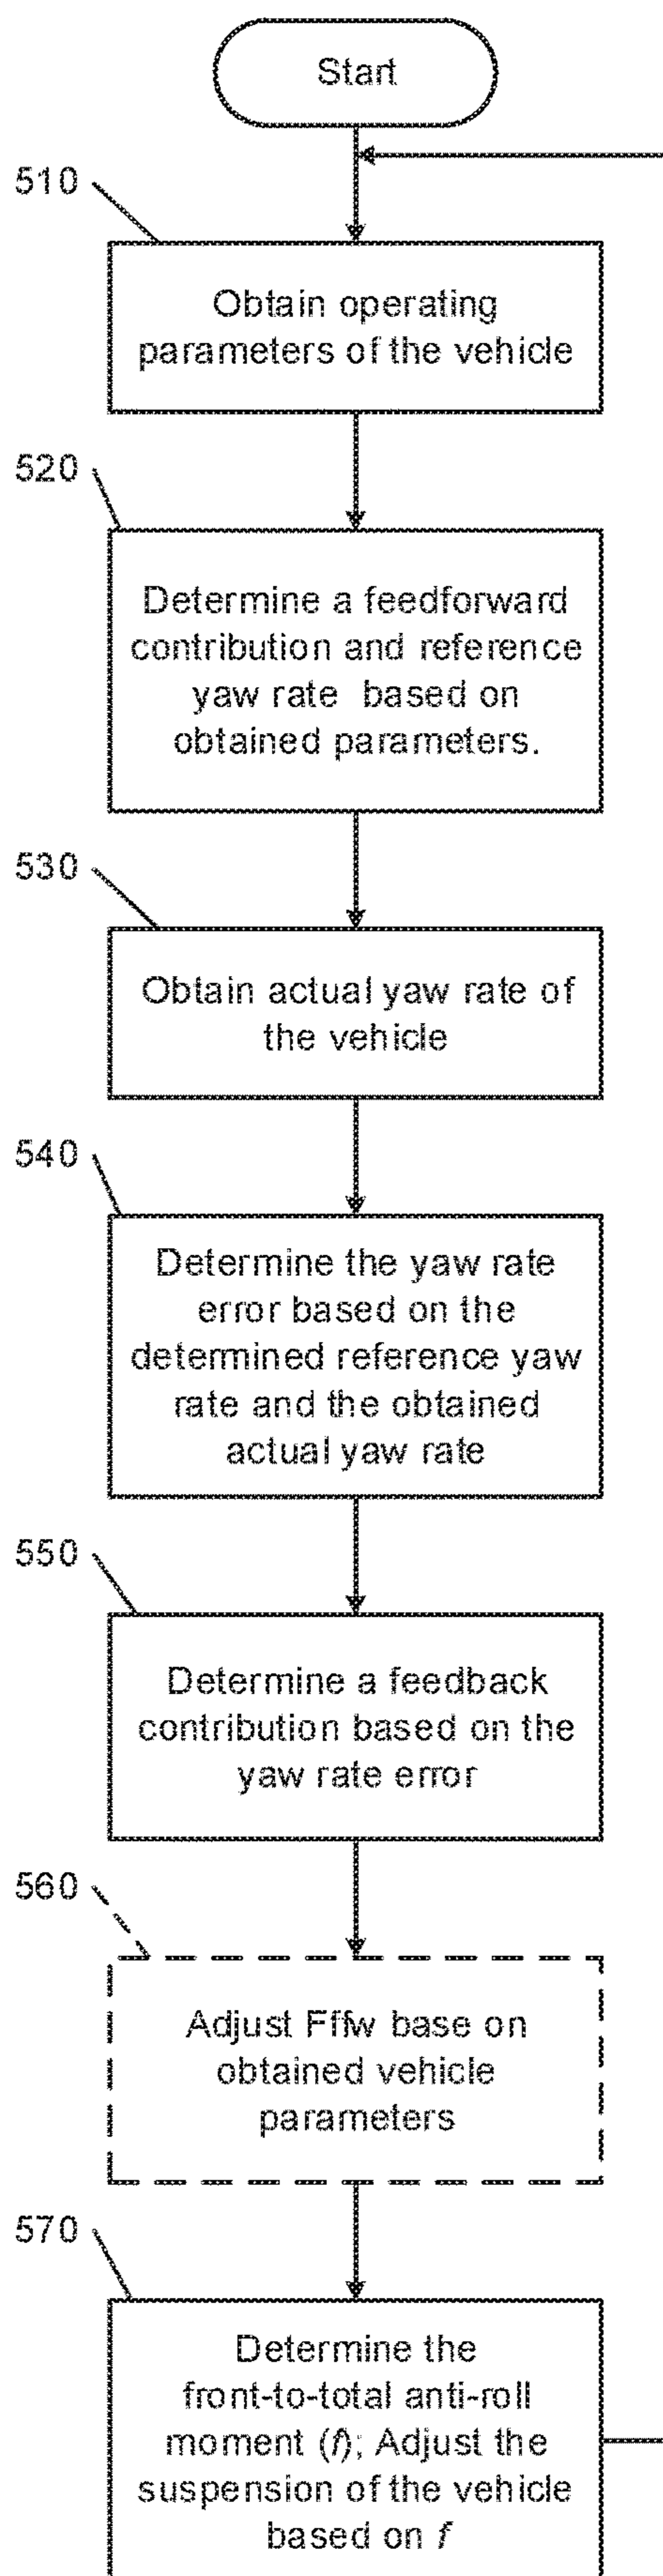 Start
510
Obtain operating
parameters of the vehicle
520
Determine a feedforward
contribution and reference
yaw rate based on
obtained parameters.
530
Obtain actual yaw rate of
the vehicle
540
Determine the yaw rate
error based on the
determined reference yaw
rate and the obtained
actual yaw rate
550
Determine a feedback
contribution based on the
yaw rate error
560
Adjust Fffw base on
obtained vehicle
parameters
570
Determine the
front-to-total anti-roll
moment (f); Adjust the
suspension of the vehicle
based on f